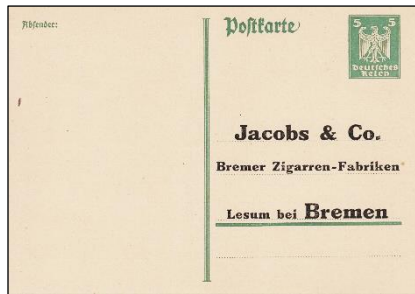 Absender:
Postkarte
5 5
Deutsches
Reich
Jacobs & Co.
Bremer Zigarren-Fabriken
Lesum bei Bremen